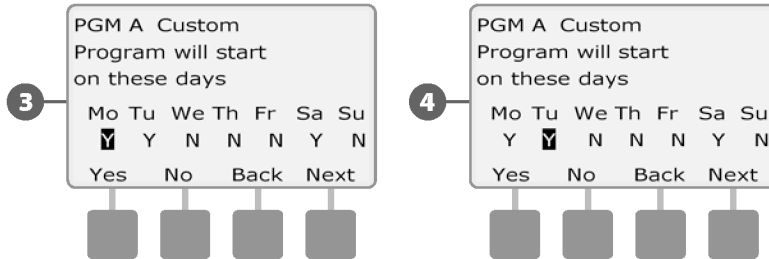 3
PGM A Custom
Program will start
on these days
Mo Tu We Th Fr Sa Su
Y Y N N N Y N
Yes No Back Next
4
PGM A Custom
Program will start
on these days
Mo Tu We Th Fr Sa Su
Y Y N N N Y N
Yes No Back Next